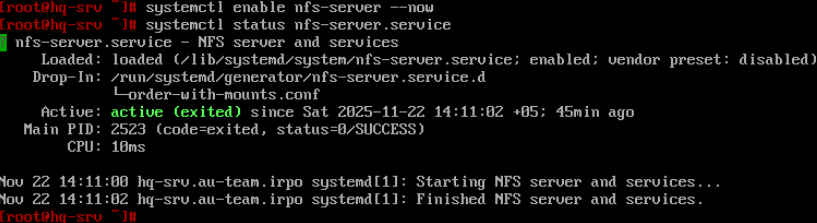 [root@hq-srv ~]# systemctl enable nfs-server --now
[root@hq-srv ~]# systemctl status nfs-server.service
nfs-server.service - NFS server and services
Loaded: loaded (/lib/systemd/system/nfs-server.service; enabled; vendor preset: disabled)
Drop-In: /run/systemd/generator/nfs-server.service.d
└─order-with-mounts.conf
Active: active (exited) since Sat 2025-11-22 14:11:02 +05; 45min ago
Main PID: 2523 (code=exited, status=0/SUCCESS)
CPU: 10ms
Nov 22 14:11:00 hq-srv.au-team.irpo systemd[1]: Starting NFS server and services...
Nov 22 14:11:02 hq-srv.au-team.irpo systemd[1]: Finished NFS server and services.
[root@hq-srv ~]#